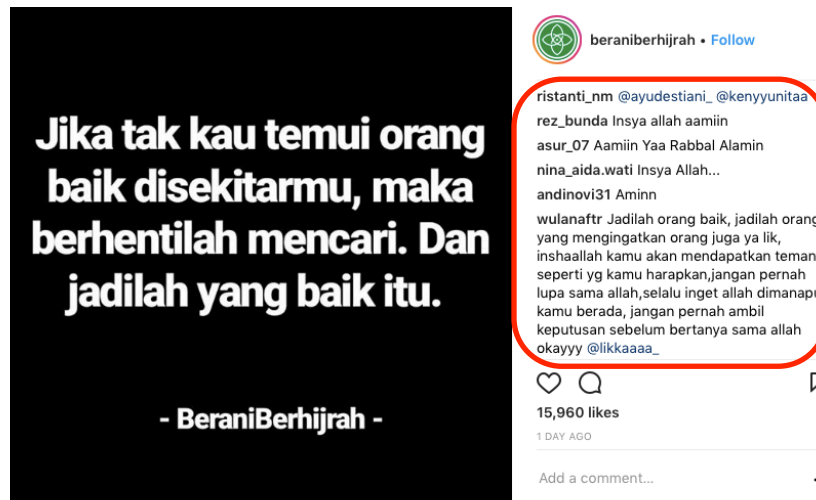 Jika tak kau temui orang
baik disekitarmu, maka
berhentilah mencari. Dan
jadilah yang baik itu.
- BeraniBerhijrah -
beraniberhijrah • Follow
ristanti_nm @ayudestiani_ @kenyyunitaa
rez_bunda Insya allah aamiin
asur_07 Aamiin Yaa Rabbal Alamin
nina_aida.wati Insya Allah...
andinovi31 Aminn
wulanaftr Jadilah orang baik, jadilah orang
yang mengingatkan orang juga ya lik,
inshaallah kamu akan mendapatkan teman
seperti yg kamu harapkan,jangan pernah
lupa sama allah,selalu inget allah dimanapu
kamu berada, jangan pernah ambil
keputusan sebelum bertanya sama allah
okayyy @likkaaaa_
15,960 likes
1 DAY AGO
Add a comment...